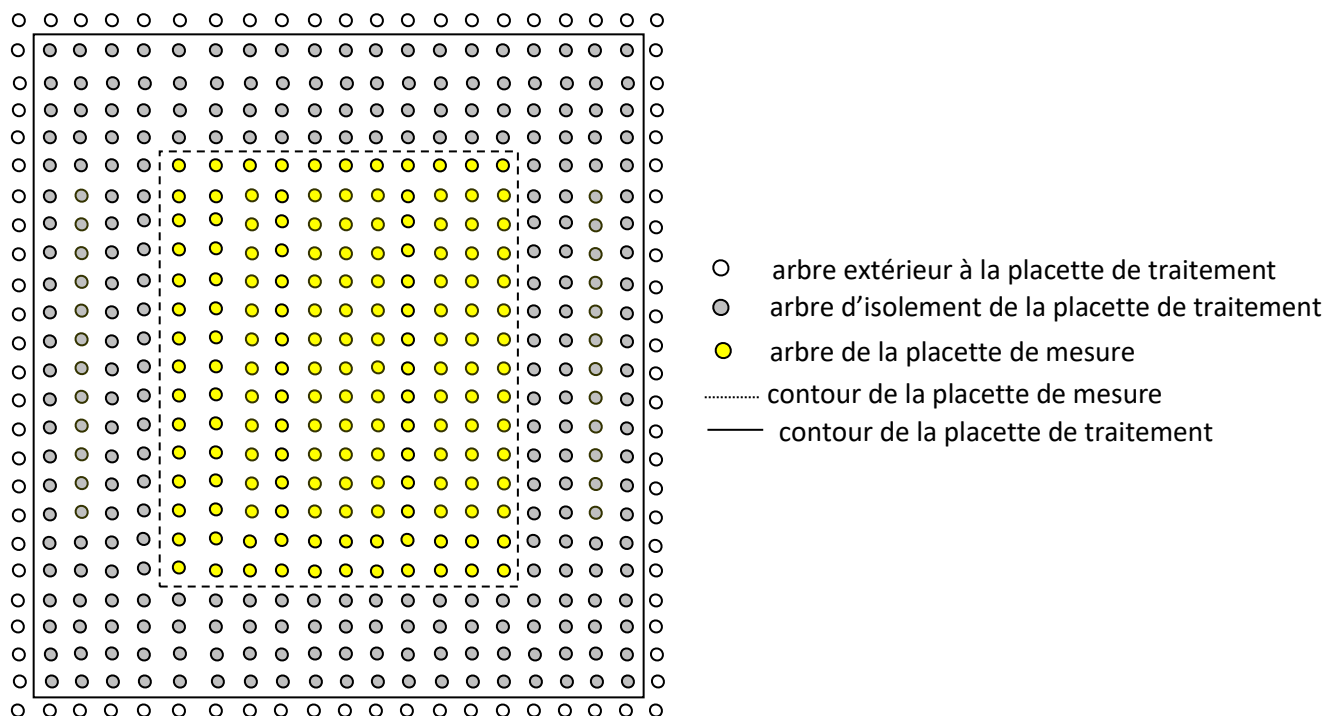 arbre extérieur à la placette de traitement
arbre d’isolement de la placette de traitement
arbre de la placette de mesure
contour de la placette de mesure
contour de la placette de traitement